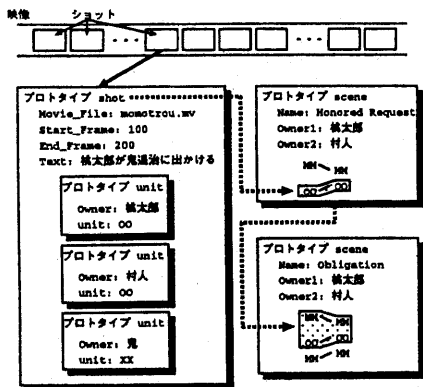 映像
ショット
プロトタイプ shot
Movie_File: momotrou.mv
Start_Frame: 100
End_Frame: 200
Text: 桃太郎が鬼退治に出かける
プロトタイプ unit
Owner: 桃太郎
unit: OO
プロトタイプ unit
Owner: 村人
unit: OO
プロトタイプ unit
Owner: 鬼
unit: XX
プロトタイプ scene
Name: Honored Request
Owner1: 桃太郎
Owner2: 村人
MM
MM
OO
OO
プロトタイプ scene
Name: Obligation
Owner1: 桃太郎
Owner2: 村人
MM
MM
OO
OO
MM
MM